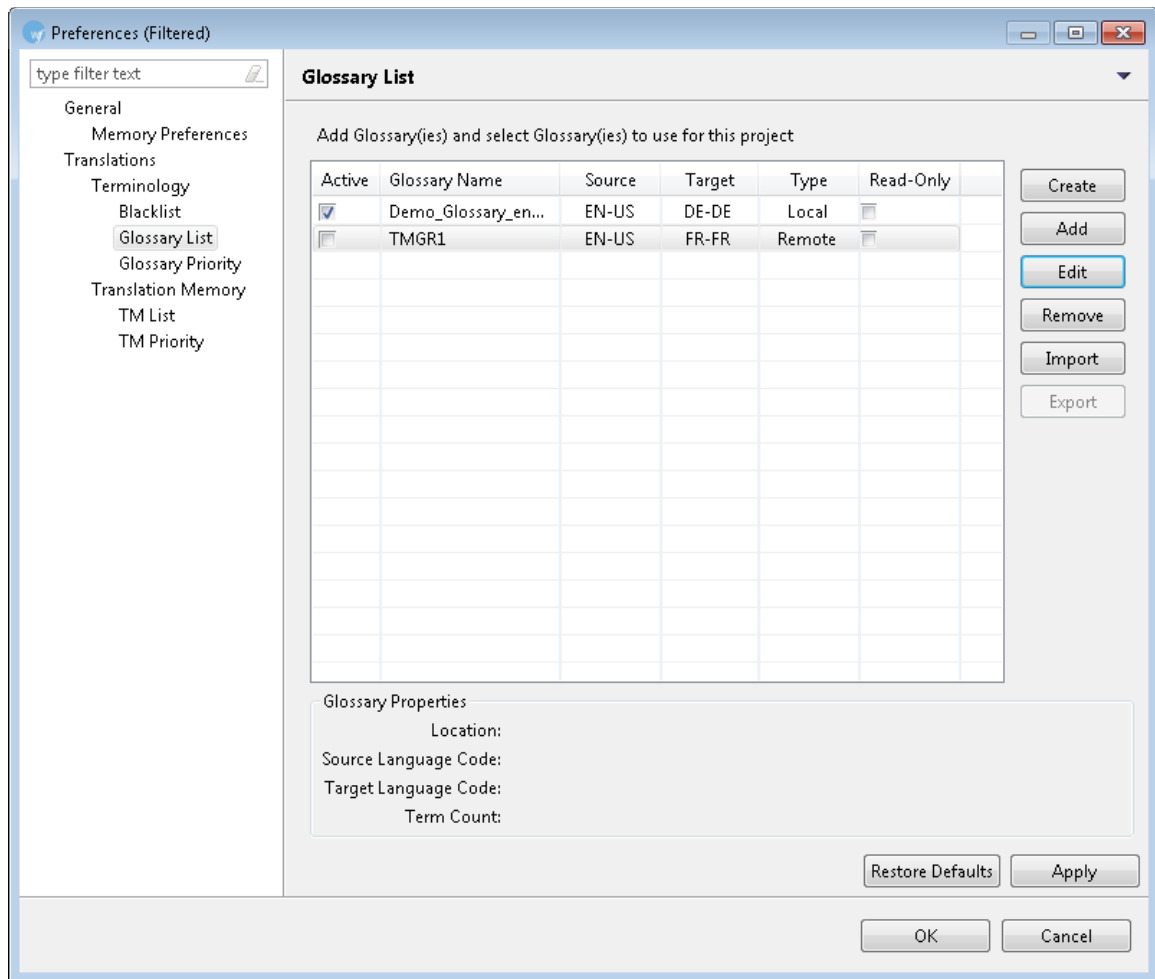 Preferences (Filtered)
type filter text
General
Memory Preferences
Translations
Terminology
Blacklist
Glossary List
Glossary Priority
Translation Memory
TM List
TM Priority
Glossary List
Add Glossary(ies) and select Glossary(ies) to use for this project
Active Glossary Name Source Target Type Read-Only
Demo_Glossary_en... EN-US DE-DE Local
TMGR1 EN-US FR-FR Remote
Create
Add
Edit
Remove
Import
Export
Glossary Properties
Location:
Source Language Code:
Target Language Code:
Term Count:
Restore Defaults Apply
OK Cancel